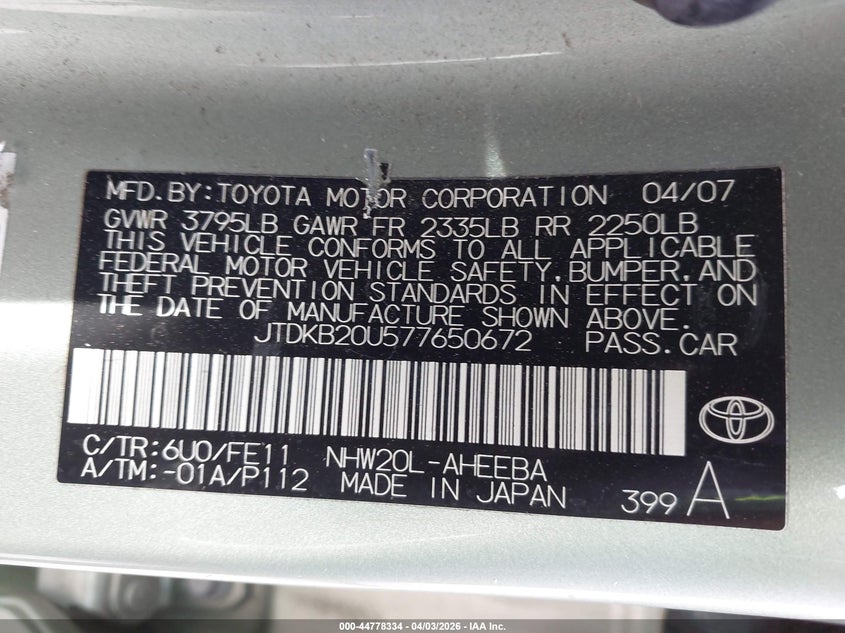 MFD.BY:TOYOTA MOTOR CORPORATION 04/07
GVWR 3795LB GAWR FR 2335LB RR 2250LB
THIS VEHICLE CONFORMS TO ALL APPLICABLE
FEDERAL MOTOR VEHICLE SAFETY,BUMPER,AND
THEFT PREVENTION STANDARDS IN EFFECT ON
THE DATE OF MANUFACTURE SHOWN ABOVE.
JTDKB20U577650672 PASS.CAR
C/TR:6U0/FE11 NHW20L-AHEEBA
A/TM:-01A/P112 MADE IN JAPAN 399 A
000-44778334 | 04/03/2026 - IAA Inc.